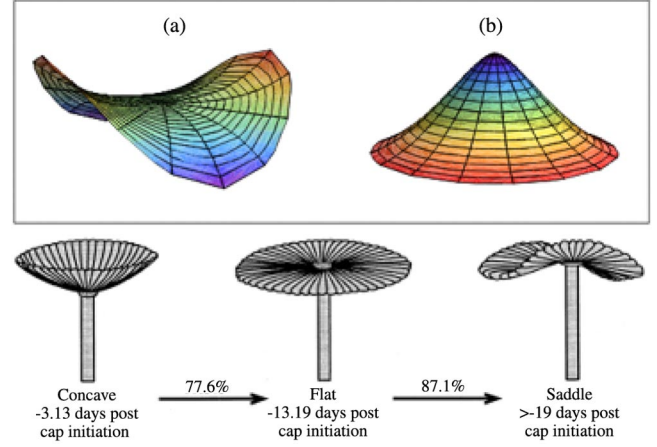 (a)
(b)
77.6%
87.1%
Concave
-3.13 days post
cap initiation
Flat
-13.19 days post
cap initiation
Saddle
>-19 days post
cap initiation